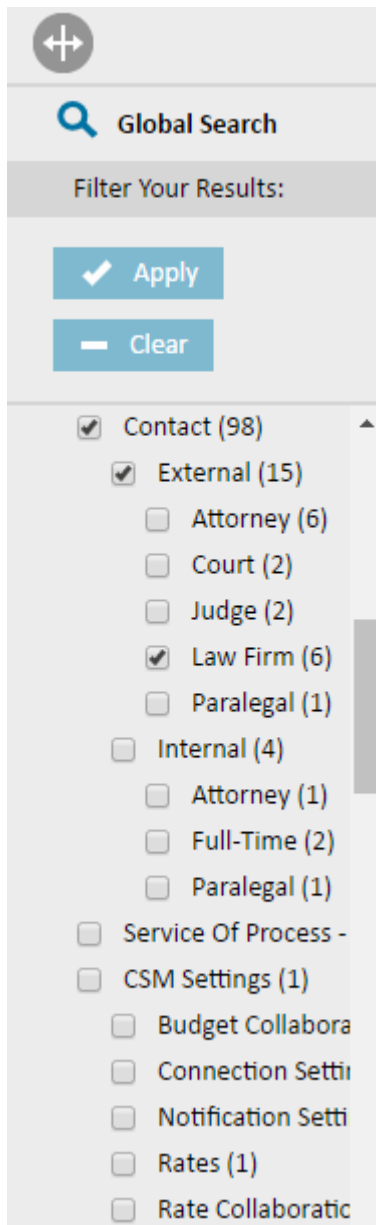 Global Search
Filter Your Results:
Apply
Clear
Contact (98)
External (15)
Attorney (6)
Court (2)
Judge (2)
Law Firm (6)
Paralegal (1)
Internal (4)
Attorney (1)
Full-Time (2)
Paralegal (1)
Service Of Process -
CSM Settings (1)
Budget Collabora
Connection Settin
Notification Setti
Rates (1)
Rate Collaboratic